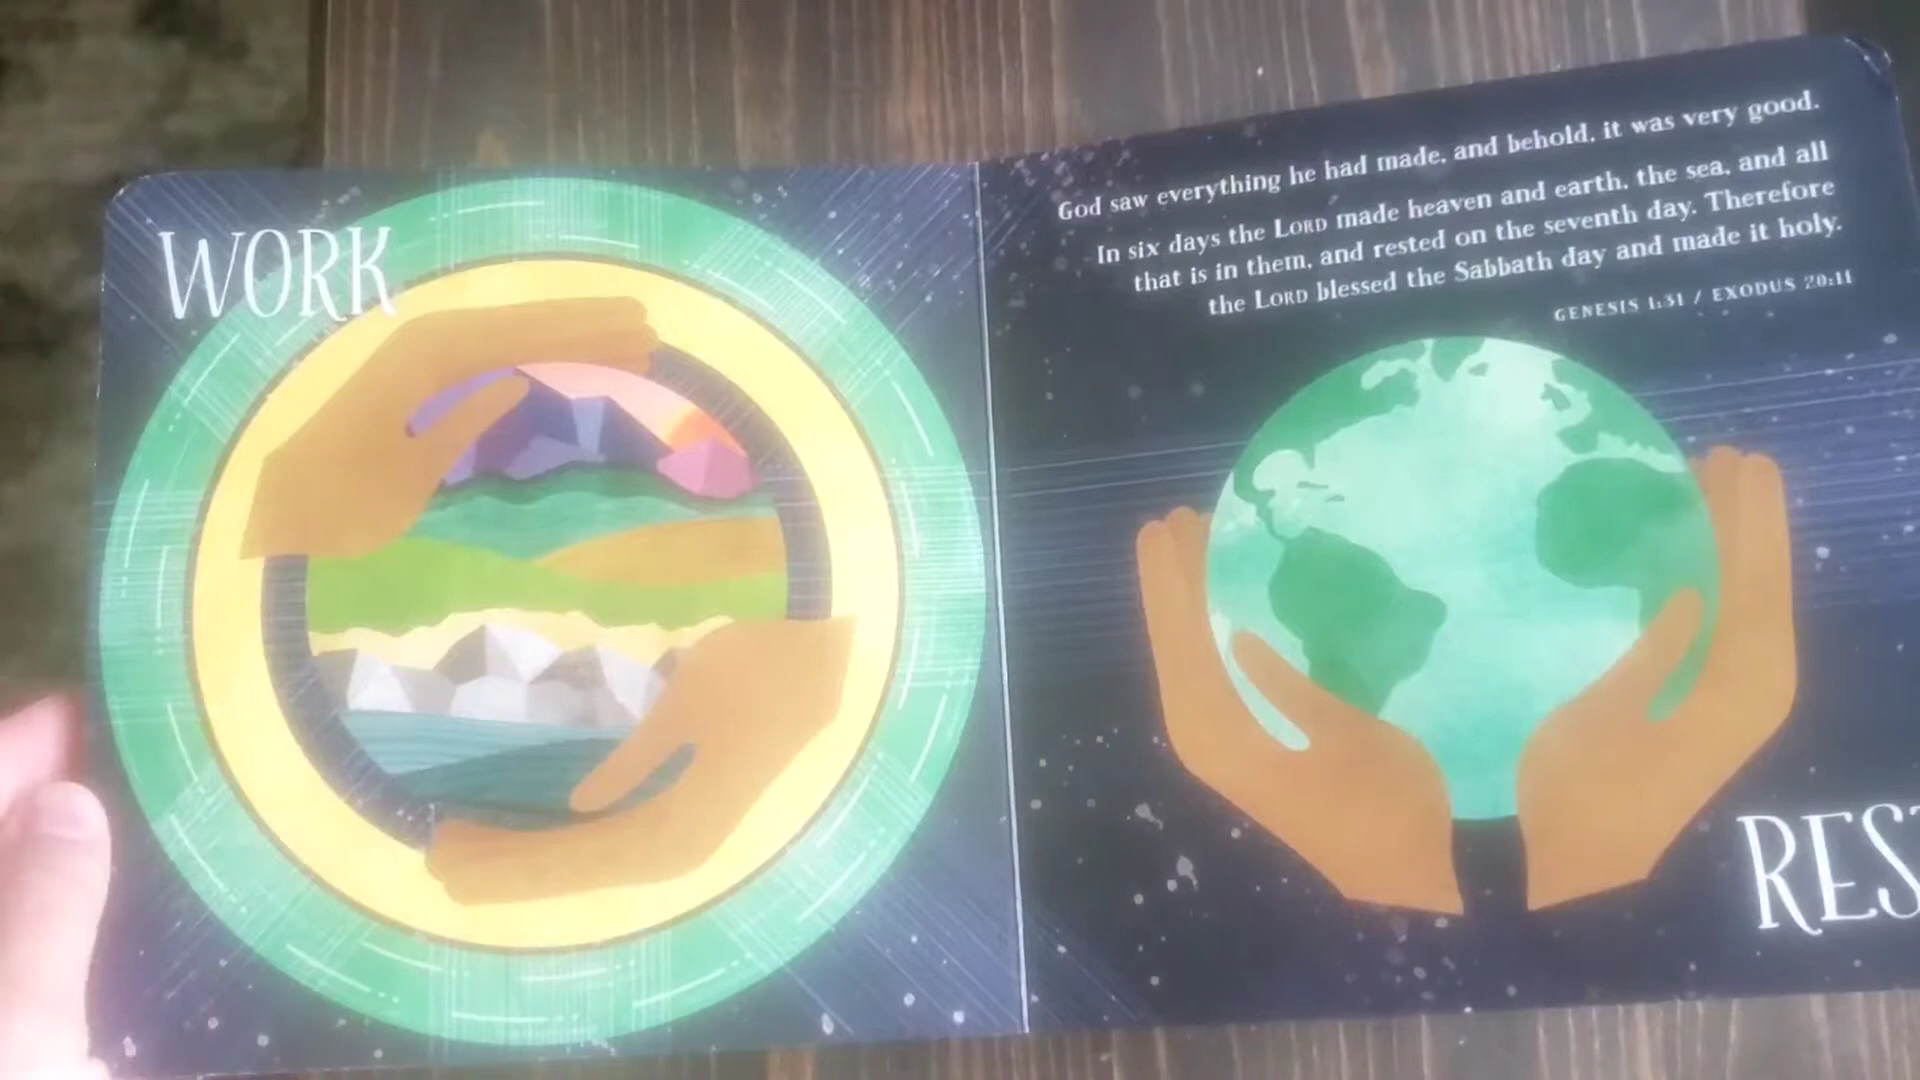 WORK
God saw everything he had made, and behold, it was very good.
In six days the LORD made heaven and earth, the sea, and all
that is in them, and rested on the seventh day. Therefore
the LORD blessed the Sabbath day and made it holy.
GENESIS 1:31 / EXODUS 20:11
RES